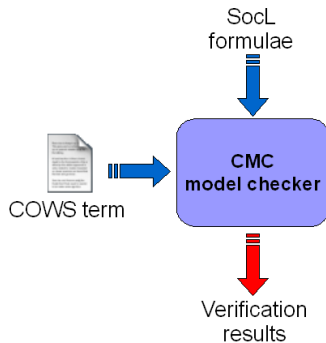 SocL
formulae
CMC
model checker
COWS term
Verification
results